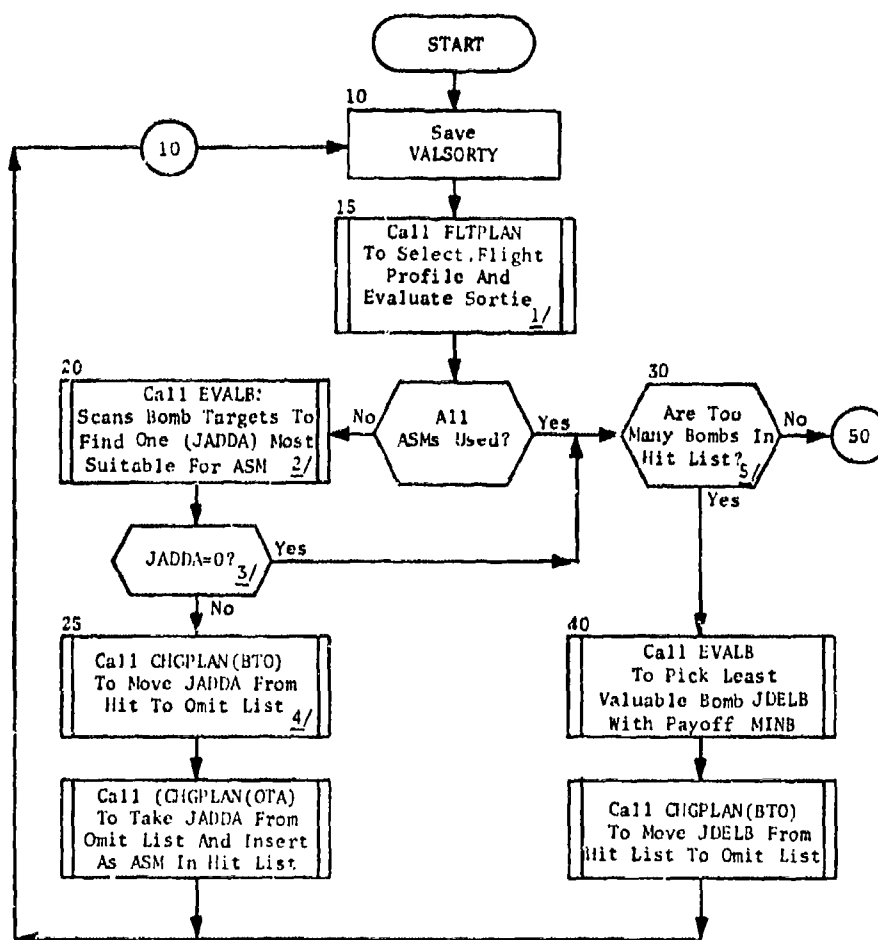 START
10
10
Save
VALSORTY
15
Call FLTPLAN
To Select Flight
Profile And
Evaluate Sortie
1/
20
Call EVALB:
Scans Bomb Targets To
Find One (JADDA) Most
Suitable For ASM 2/
No
All
ASMs Used?
Yes
30
Are Too
Many Bombs In
Hit List?
5/
No
50
Yes
JADDA=0?
3/
Yes
No
25
Call CHGPLAN(BTO)
To Move JADDA From
Hit To Omit List
4/
40
Call EVALB
To Pick Least
Valuable Bomb JDELB
With Payoff MINB
Call (CHGPLAN(OTA)
To Take JADDA From
Omit List And Insert
As ASM In Hit List
Call CHGPLAN(BTO)
To Move JDELB From
Hit List To Omit List